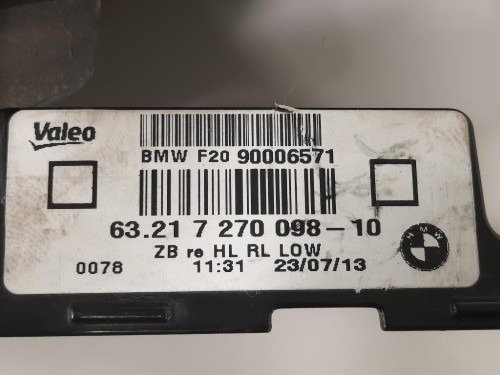 Valeo
BMW F20 90006571
63.21 7 270 098-10
ZB re HL RL LOW
0078 11:31 23/07/13
BMW